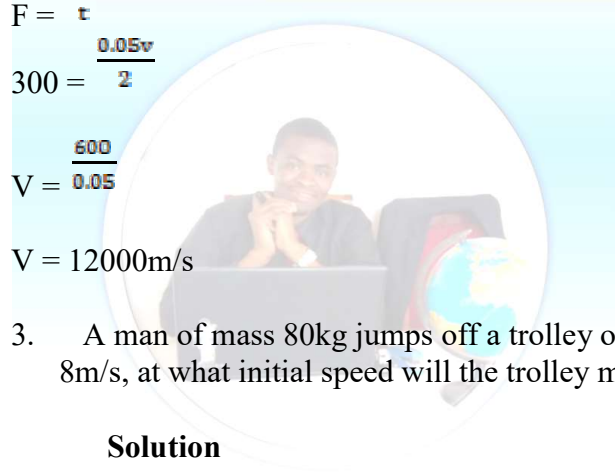 F = t
300 = 0.05v
2
V = 600
0.05
V = 12000m/s
3. A man of mass 80kg jumps off a trolley
8m/s, at what initial speed will the trolley
Solution